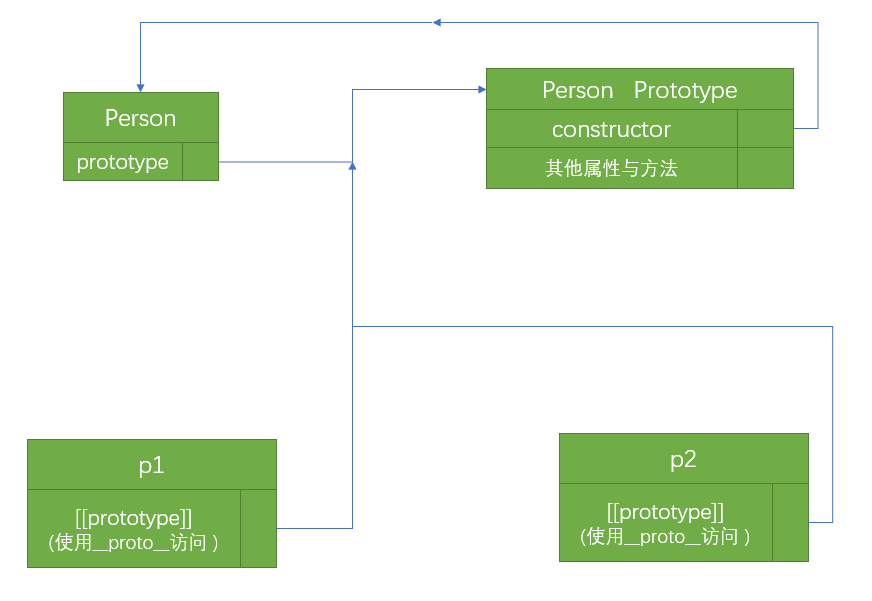 Person
prototype
Person Prototype
constructor
其他属性与方法
p1
[[prototype]]
(使用__proto__访问 )
p2
[[prototype]]
(使用__proto__访问 )